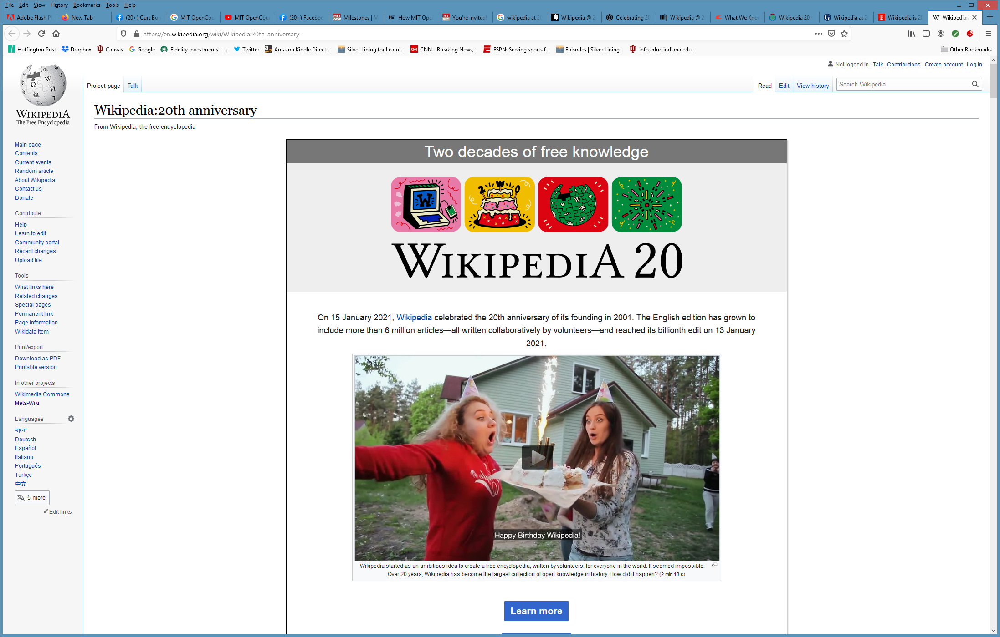 File Edit View History Bookmarks Tools Help
Adobe Flash P
New Tab
(20+) Curt Bon
MIT OpenCou
MIT OpenCou
(20+) Faceboo
Milestones | M
How MIT Ope
You're Invited!
wikipedia at 20
Wikipedia @ 20
Celebrating 20
Wikipedia @ 20
What We Know
Wikipedia 20 -
Wikipedia at 20
Wikipedia is 20
Wikipedia:
https://en.wikipedia.org/wiki/Wikipedia:20th_anniversary
Huffington Post Dropbox Canvas Google Fidelity Investments - ... Twitter Amazon Kindle Direct ... Silver Lining for Learni... CNN - Breaking News,... ESPN: Serving sports f... Episodes | Silver Lining... info.educ.indiana.edu... Other Bookmarks
Not logged in Talk Contributions Create account Log in
Project page Talk Read Edit View history Search Wikipedia
WIKIPEDIA
The Free Encyclopedia
Main page
Contents
Current events
Random article
About Wikipedia
Contact us
Donate
Contribute
Help
Learn to edit
Community portal
Recent changes
Upload file
Tools
What links here
Related changes
Special pages
Permanent link
Page information
Wikidata item
Print/export
Download as PDF
Printable version
In other projects
Wikimedia Commons
Meta-Wiki
Languages
বাংলা
Deutsch
Español
Italiano
Português
Türkçe
中文
5 more
Edit links
Wikipedia:20th anniversary
From Wikipedia, the free encyclopedia
Two decades of free knowledge
W
2 W 0
W
WIKIPEDIA 20
On 15 January 2021, Wikipedia celebrated the 20th anniversary of its founding in 2001. The English edition has grown to
include more than 6 million articles—all written collaboratively by volunteers—and reached its billionth edit on 13 January
2021.
Happy Birthday Wikipedia!
Wikipedia started as an ambitious idea to create a free encyclopedia, written by volunteers, for everyone in the world. It seemed impossible.
Over 20 years, Wikipedia has become the largest collection of open knowledge in history. How did it happen? (2 min 18 s)
Learn more